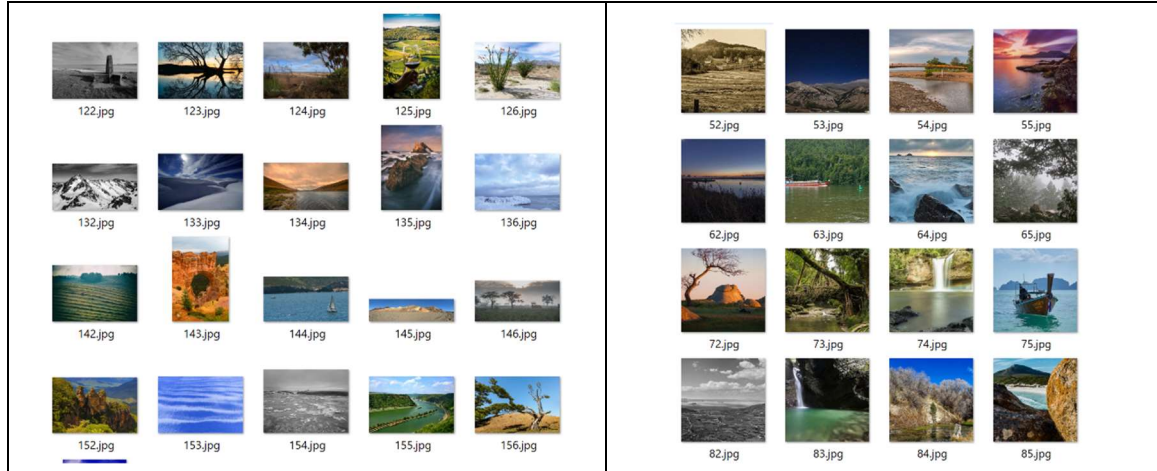 122.jpg 123.jpg 124.jpg 125.jpg 126.jpg
132.jpg 133.jpg 134.jpg 135.jpg 136.jpg
142.jpg 143.jpg 144.jpg 145.jpg 146.jpg
152.jpg 153.jpg 154.jpg 155.jpg 156.jpg
52.jpg 53.jpg 54.jpg 55.jpg
62.jpg 63.jpg 64.jpg 65.jpg
72.jpg 73.jpg 74.jpg 75.jpg
82.jpg 83.jpg 84.jpg 85.jpg